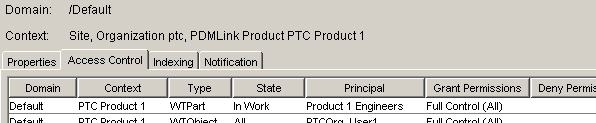 Domain: /Default
Context: Site, Organization ptc, PDMLink Product PTC Product 1
Properties Access Control Indexing Notification
Domain Context Type State Principal Grant Permissions Deny Permis
Default PTC Product 1 WTPart In Work Product 1 Engineers Full Control (All)
Default PTC Product 1 WTObject All PTCOrg_User1 Full Control (All)